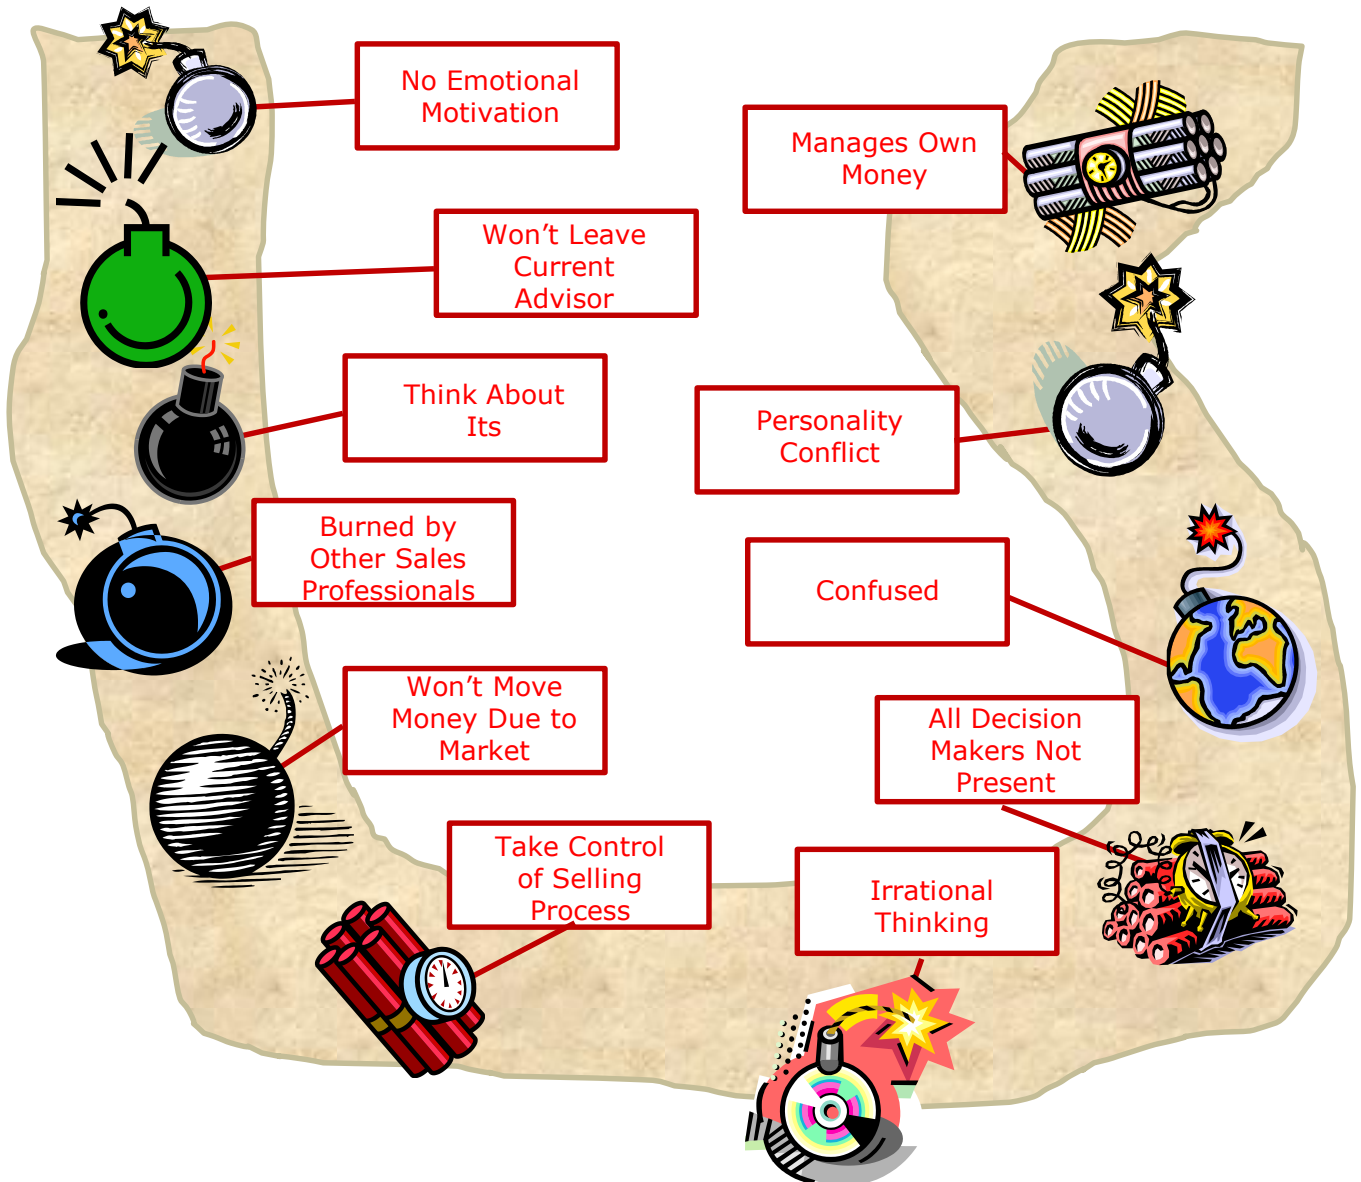 No Emotional
Motivation
Won’t Leave
Current
Advisor
Think About
Its
Burned by
Other Sales
Professionals
Won’t Move
Money Due to
Market
Take Control
of Selling
Process
Irrational
Thinking
All Decision
Makers Not
Present
Confused
Personality
Conflict
Manages Own
Money